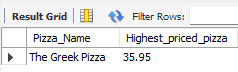 Result Grid Filter Rows:
Pizza_Name Highest_priced_pizza
The Greek Pizza 35.95